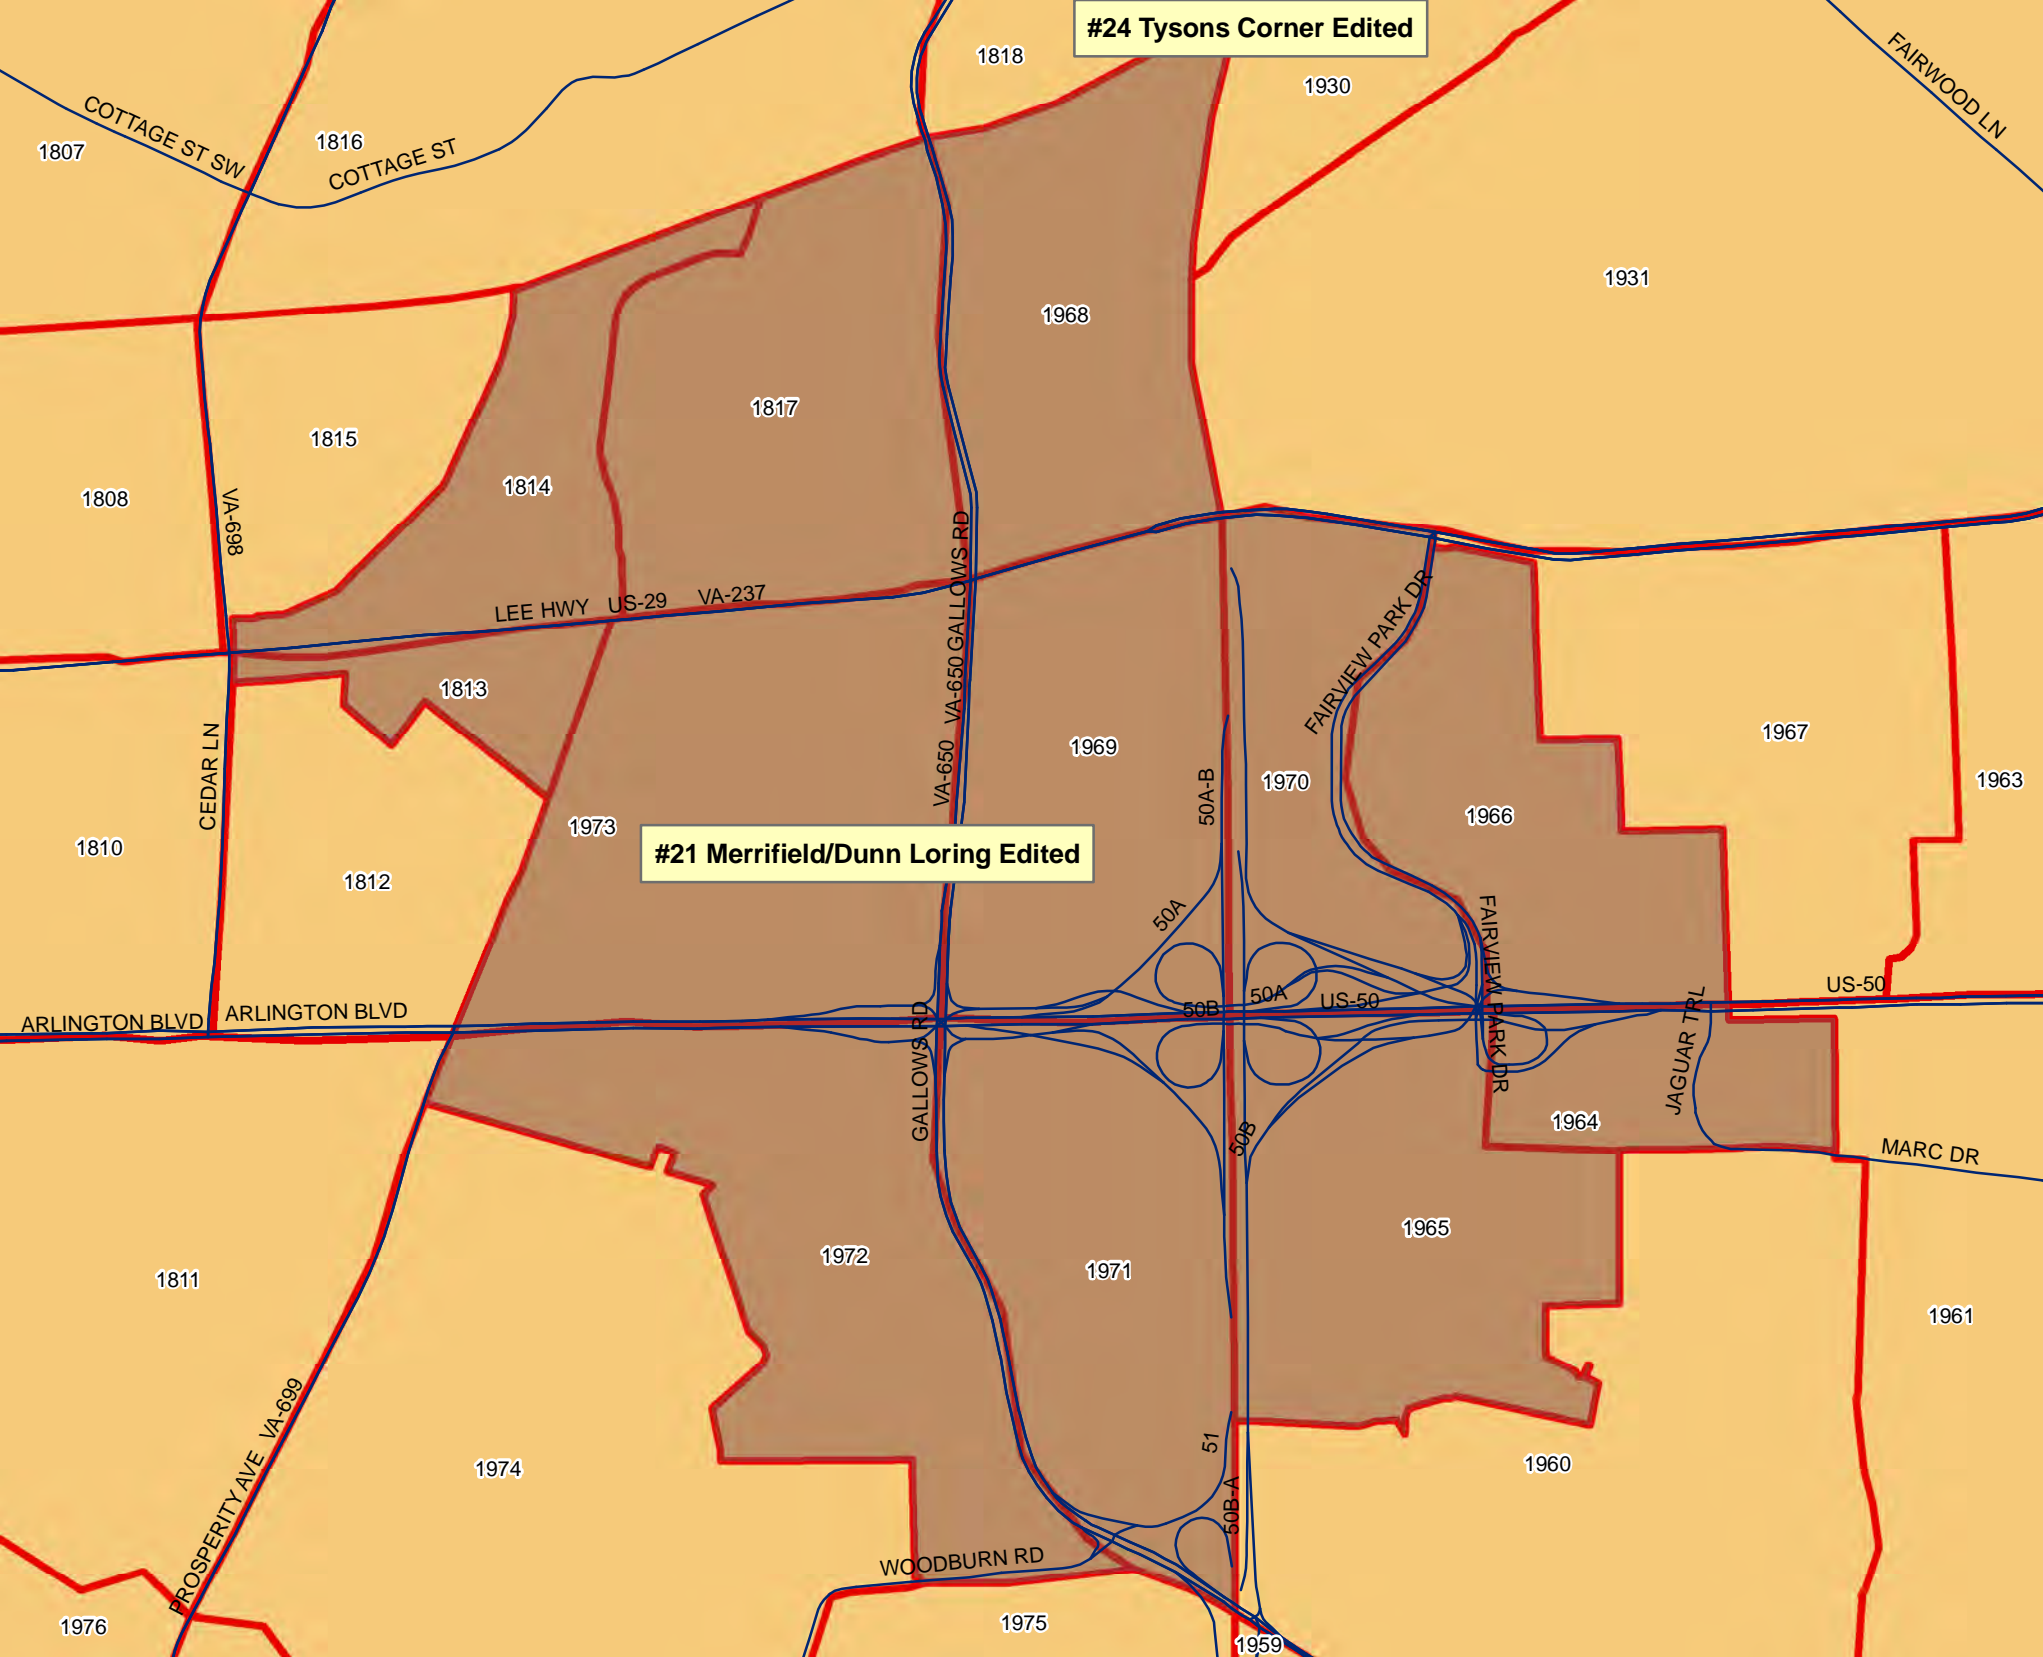 #24 Tysons Corner Edited
1818
1930
FAIRWOOD LN
COTTAGE ST SW
1816
COTTAGE ST
1807
1931
1968
1817
1815
1814
1808
VA-698
GALLOWS RD
LEE HWY
US-29
VA-237
FAIRVIEW PARK DR
VA-650
1813
1967
1969
CEDAR LN
VA-650
50A-B
1970
1963
1966
1973
1810
#21 Merrifield/Dunn Loring Edited
1812
50A
FAIRVIEW PARK DR
US-50
50A
US-50
50B
ARLINGTON BLVD
ARLINGTON BLVD
GALLOWS RD
JAGUAR TRL
1964
50B
MARC DR
1965
1972
1971
1811
1961
VA-699
51
1960
1974
PROSPERITY AVE
50B-A
WOODBURN RD
1976
1975
1959